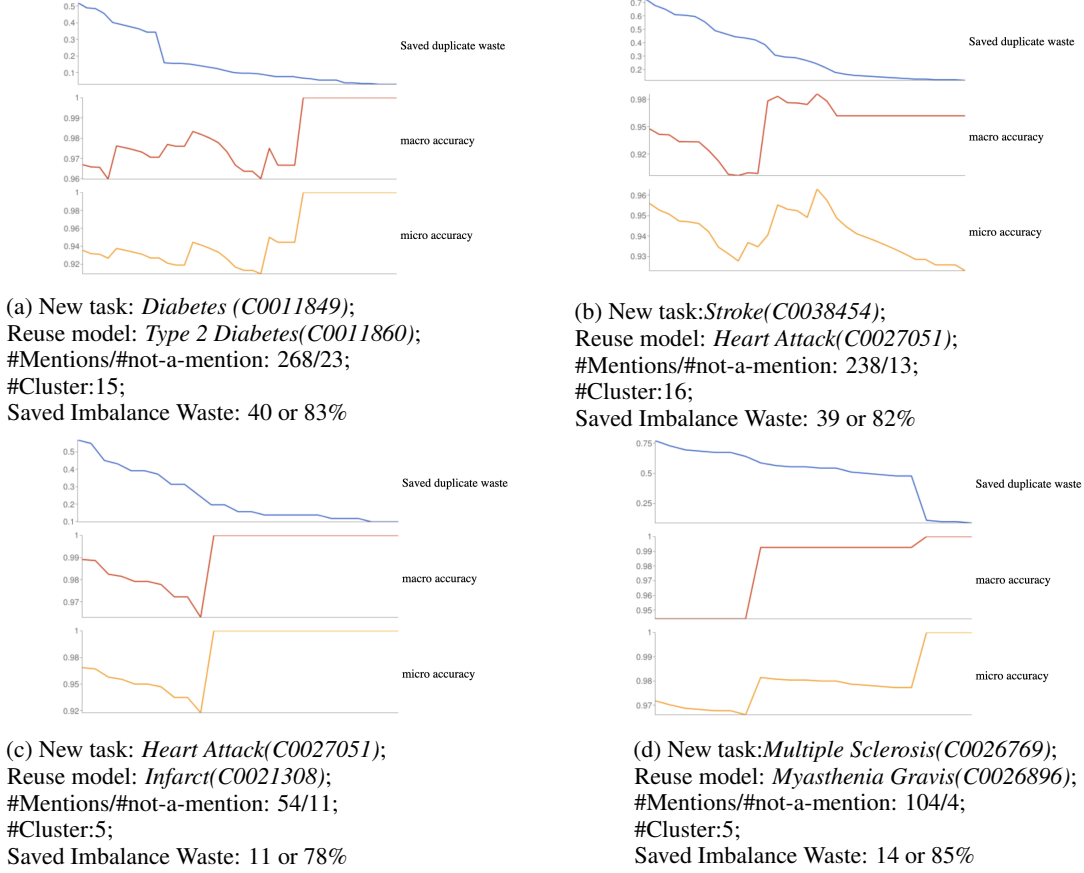 0.5
0.4
0.3
0.2
0.1
Saved duplicate waste
1
0.99
0.98
0.97
0.96
macro accuracy
1
0.98
0.96
0.94
0.92
micro accuracy
(a) New task: Diabetes (C0011849);
Reuse model: Type 2 Diabetes(C0011860);
#Mentions/#not-a-mention: 268/23;
#Cluster:15;
Saved Imbalance Waste: 40 or 83%
0.7
0.6
0.5
0.4
0.3
0.2
Saved duplicate waste
0.98
0.95
0.92
macro accuracy
0.96
0.95
0.94
0.93
micro accuracy
(b) New task:Stroke(C0038454);
Reuse model: Heart Attack(C0027051);
#Mentions/#not-a-mention: 238/13;
#Cluster:16;
Saved Imbalance Waste: 39 or 82%
0.5
0.4
0.3
0.2
0.1
Saved duplicate waste
1
0.99
0.98
0.97
macro accuracy
1
0.98
0.95
0.92
micro accuracy
(c) New task: Heart Attack(C0027051);
Reuse model: Infarct(C0021308);
#Mentions/#not-a-mention: 54/11;
#Cluster:5;
Saved Imbalance Waste: 11 or 78%
0.75
0.5
0.25
Saved duplicate waste
1
0.99
0.98
0.97
0.96
0.95
macro accuracy
1
0.99
0.98
0.97
micro accuracy
(d) New task:Multiple Sclerosis(C0026769);
Reuse model: Myasthenia Gravis(C0026896);
#Mentions/#not-a-mention: 104/4;
#Cluster:5;
Saved Imbalance Waste: 14 or 85%